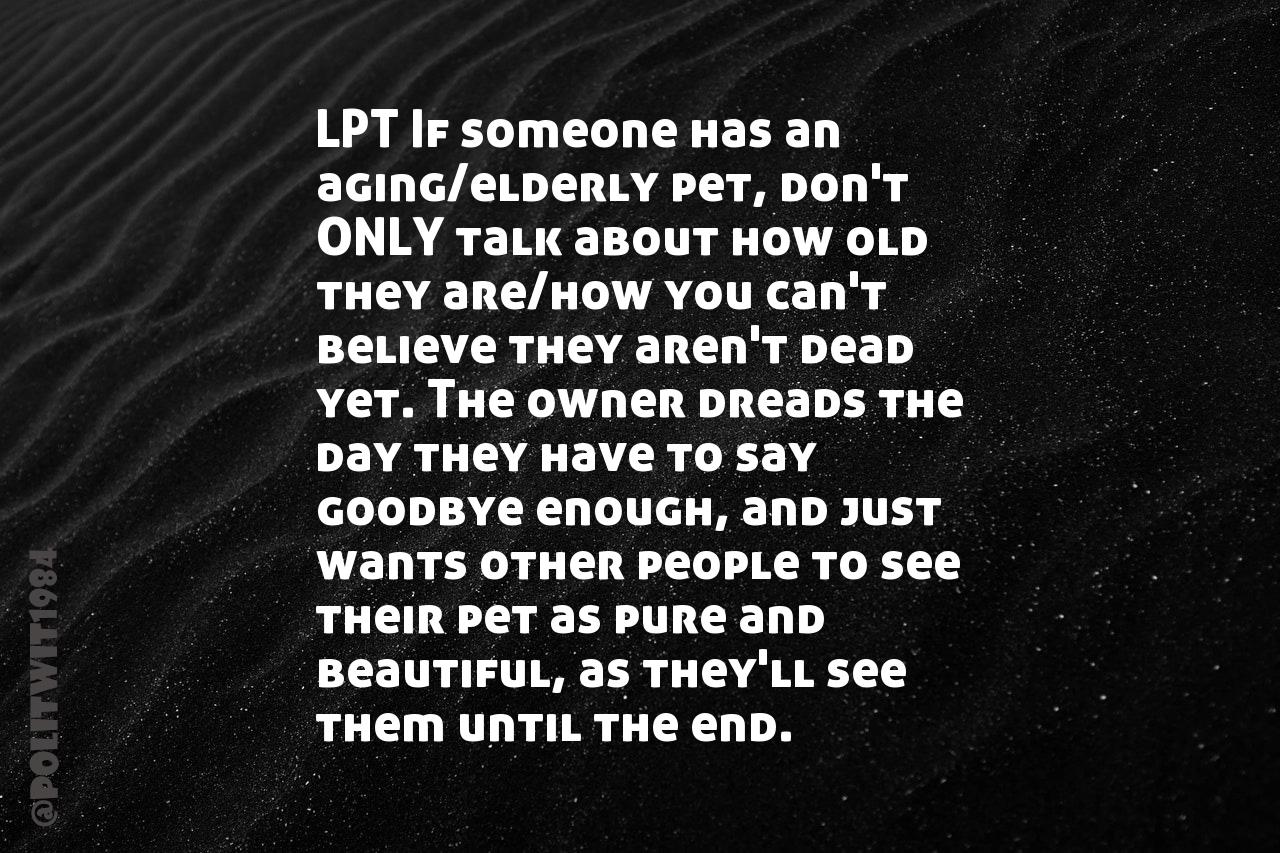 LPT If someone has an
aging/elderly pet, don't
ONLY talk about how old
they are/how you can't
believe they aren't dead
yet. The owner dreads the
day they have to say
goodbye enough, and just
wants other people to see
their pet as pure and
beautiful, as they'll see
them until the end.
@POLITWIT1984